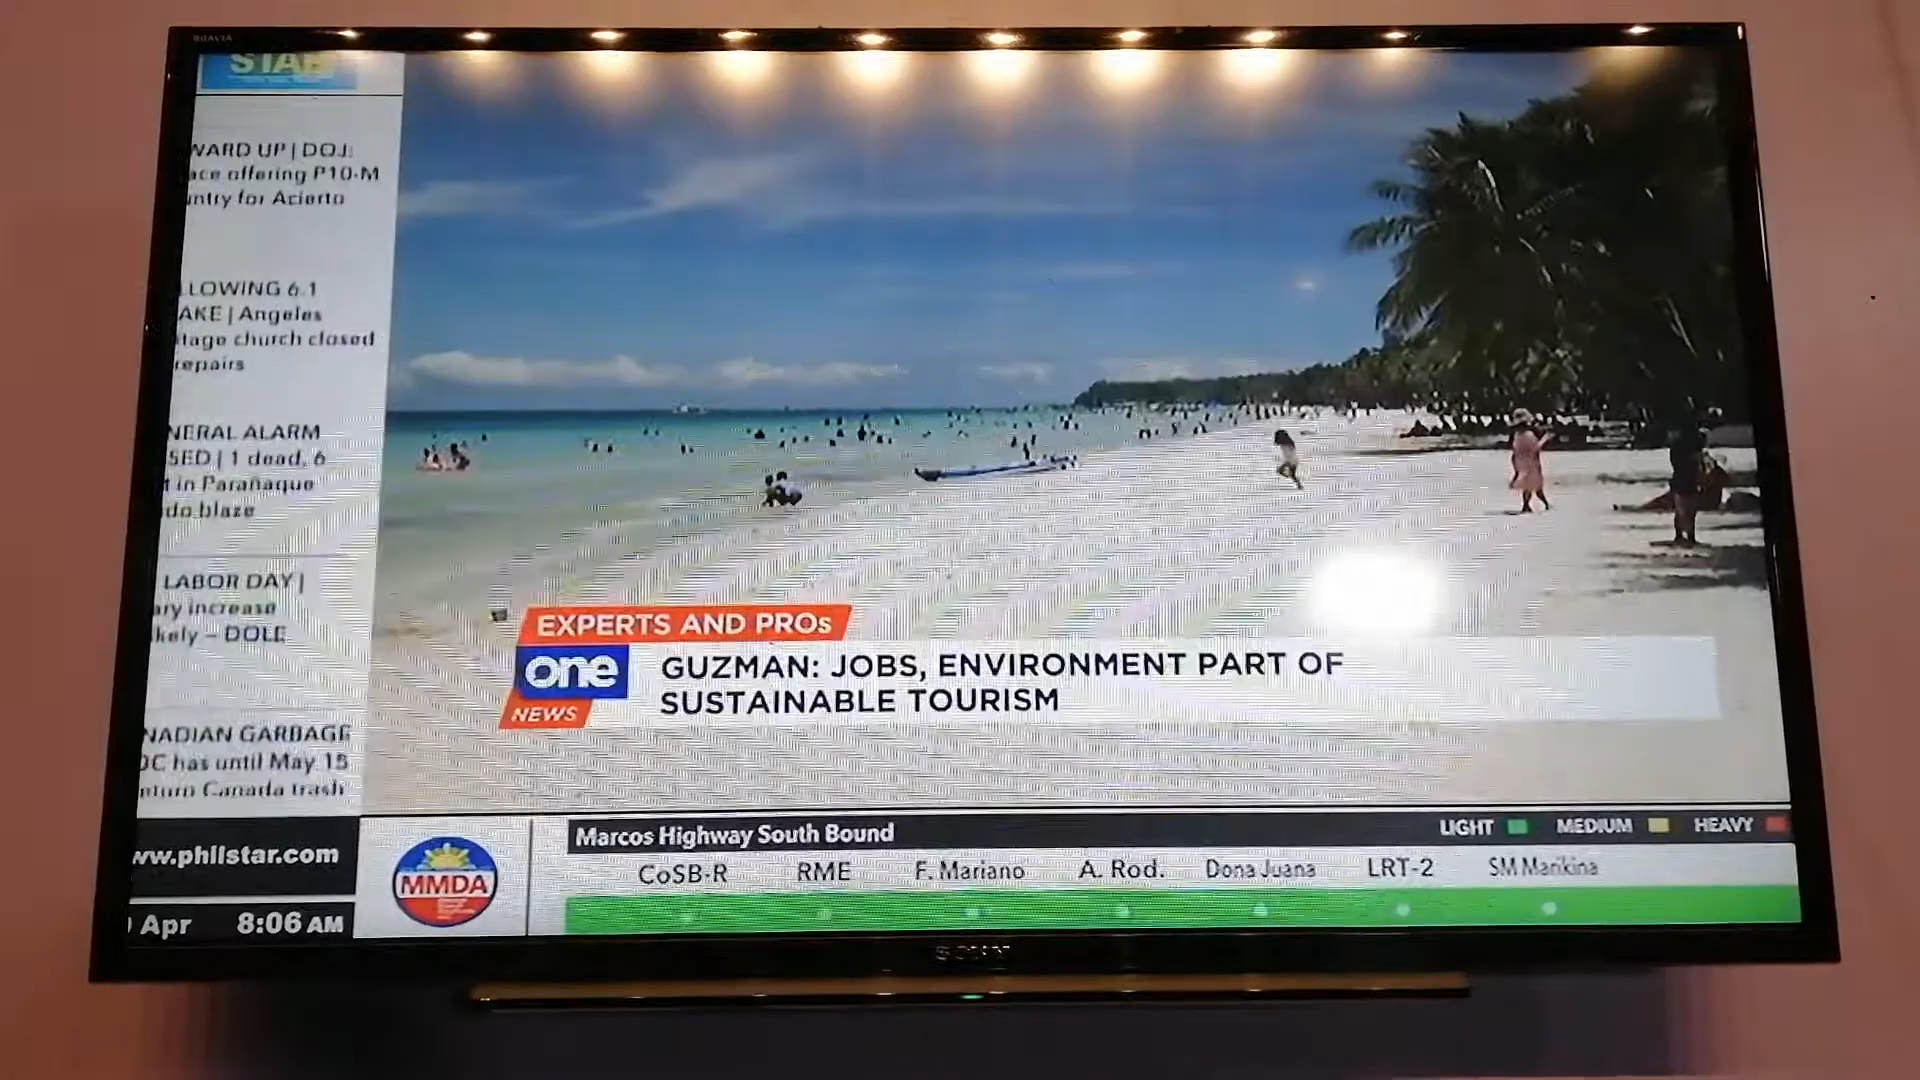 BRAVIA
STAR
WARD UP | DOJ:
ace offering P10-M
untry for Acierto
LLOWING 6.1
AKE | Angeles
itage church closed
repairs
NERAL ALARM
SED | 1 dead, 6
t in Parañaque
do blaze
LABOR DAY |
ary increase
kely – DOLE
NADIAN GARBAGE
OC has until May 15
eturn Canada trash
ww.philstar.com
Apr 8:06 AM
EXPERTS AND PROs
one
NEWS
GUZMAN: JOBS, ENVIRONMENT PART OF
SUSTAINABLE TOURISM
MMDA
Marcos Highway South Bound
LIGHT MEDIUM HEAVY
CoSB-R RME F. Mariano A. Rod. Dona Juana LRT-2 SM Marikina
SONY